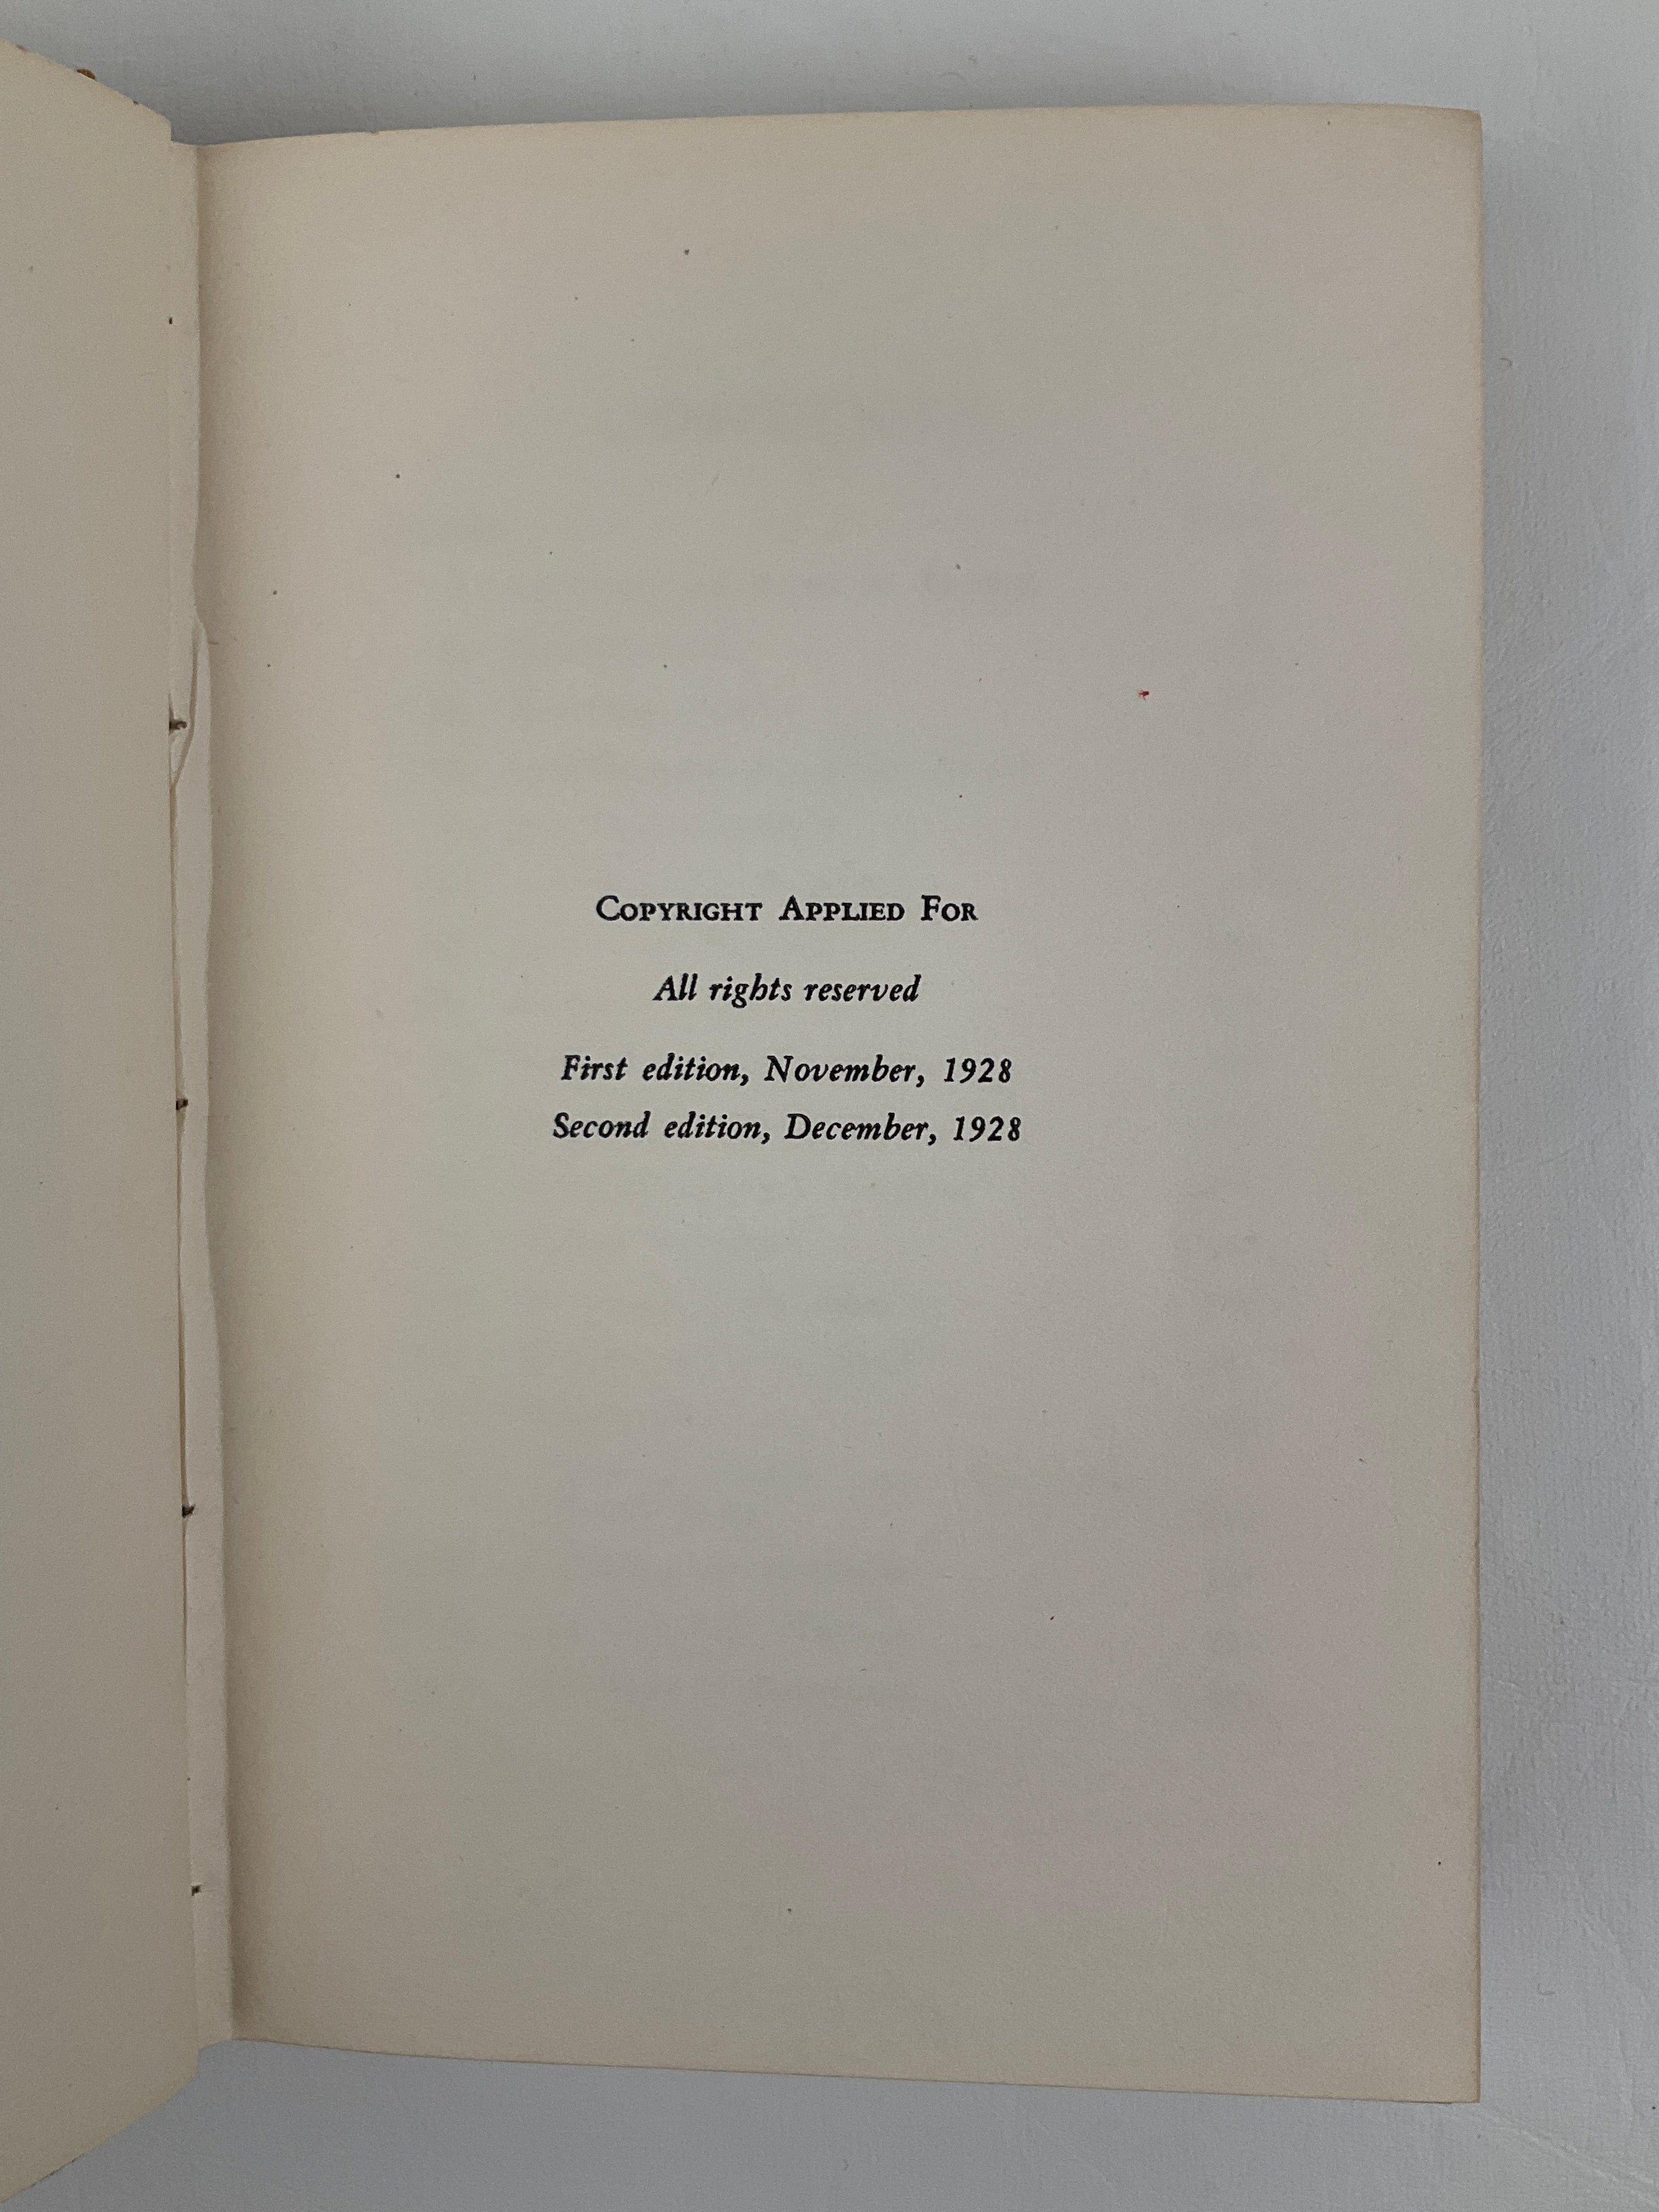 Copyright Applied For
All rights reserved
First edition, November, 1928
Second edition, December, 1928